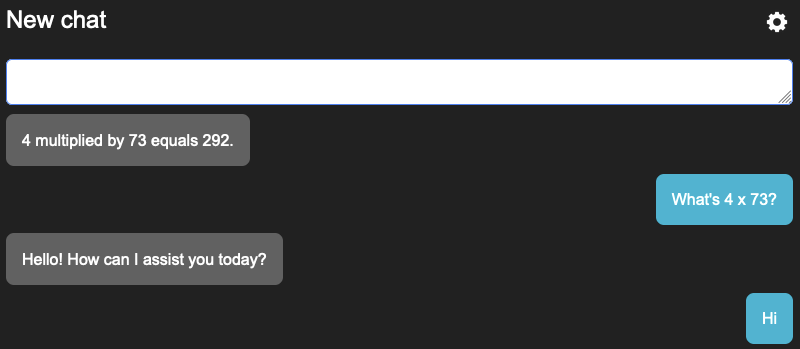 New chat
4 multiplied by 73 equals 292.
What's 4 x 73?
Hello! How can I assist you today?
Hi